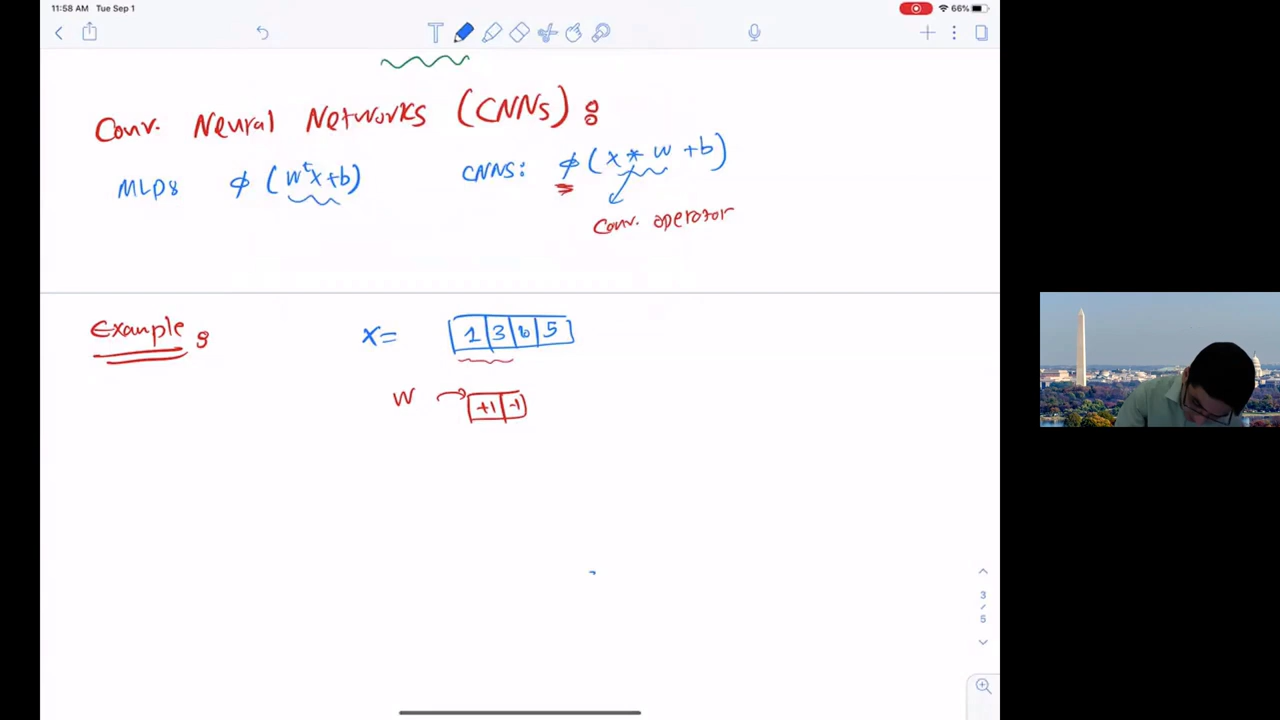 11:58 AM Tue Sep 1
66%
T
Conv. Neural Networks (CNNs) :
MLPs ϕ (wᵗx+b) CNNs: ϕ (x * w +b)
Conv. operator
Example : x= 1 3 6 5
W → +1 -1
3
/
5